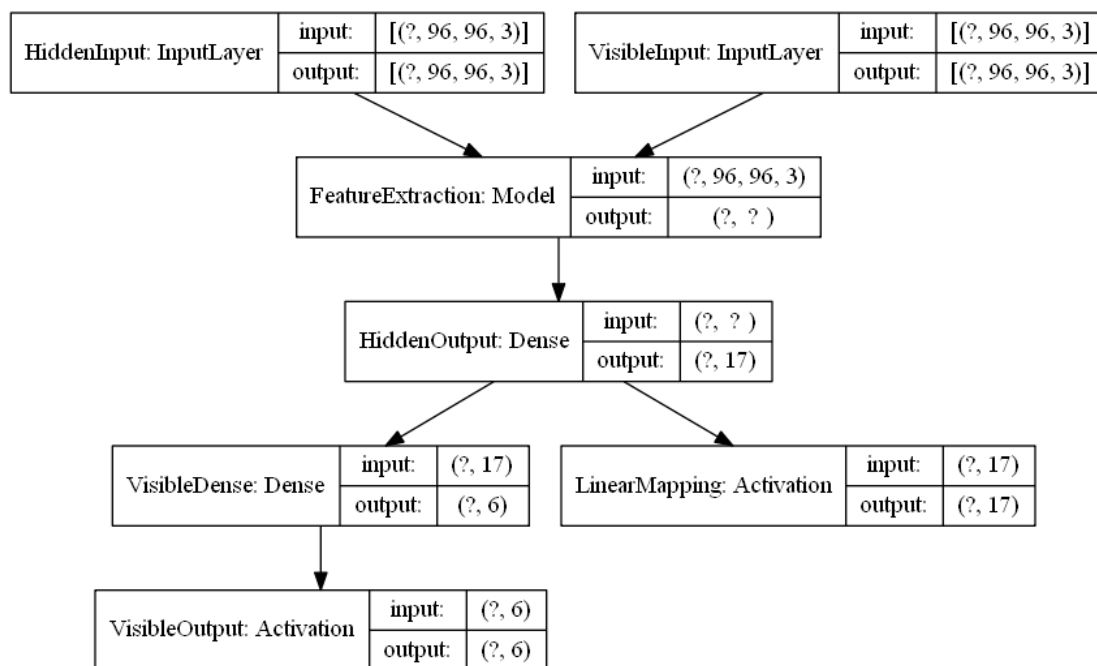 HiddenInput: InputLayer
input: [(?, 96, 96, 3)]
output: [(?, 96, 96, 3)]
VisibleInput: InputLayer
input: [(?, 96, 96, 3)]
output: [(?, 96, 96, 3)]
FeatureExtraction: Model
input: (?, 96, 96, 3)
output: (?, ? )
HiddenOutput: Dense
input: (?, ? )
output: (?, 17)
VisibleDense: Dense
input: (?, 17)
output: (?, 6)
LinearMapping: Activation
input: (?, 17)
output: (?, 17)
VisibleOutput: Activation
input: (?, 6)
output: (?, 6)